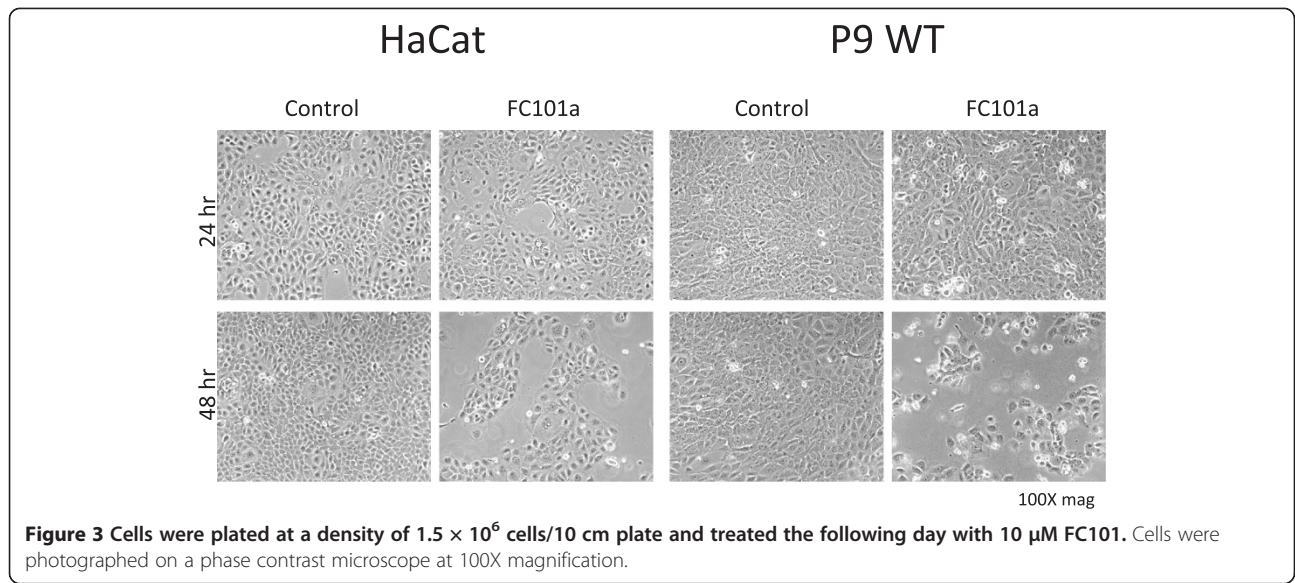 HaCat P9 WT
Control FC101a Control FC101a
24 hr
48 hr
100X mag
Figure 3 Cells were plated at a density of 1.5 × 10⁶ cells/10 cm plate and treated the following day with 10 μM FC101. Cells were
photographed on a phase contrast microscope at 100X magnification.